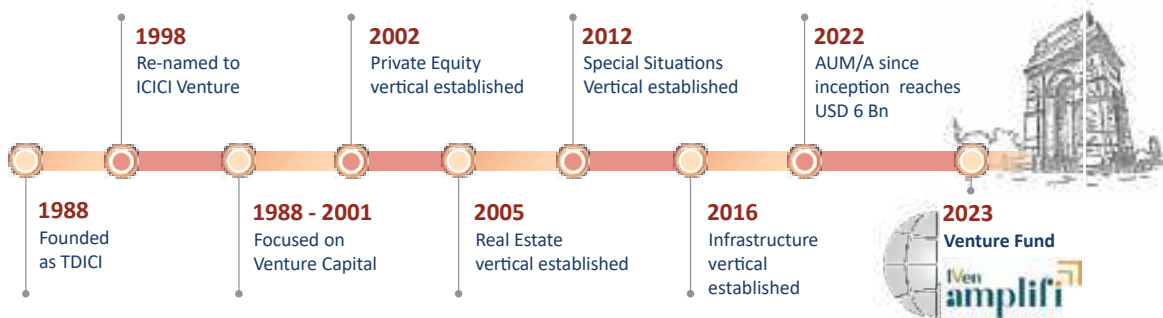 1998
Re-named to
ICICI Venture
2002
Private Equity
vertical established
2012
Special Situations
Vertical established
2022
AUM/A since
inception reaches
USD 6 Bn
1988
Founded
as TDICI
1988 - 2001
Focused on
Venture Capital
2005
Real Estate
vertical established
2016
Infrastructure
vertical
established
2023
Venture Fund
IVen
amplifi